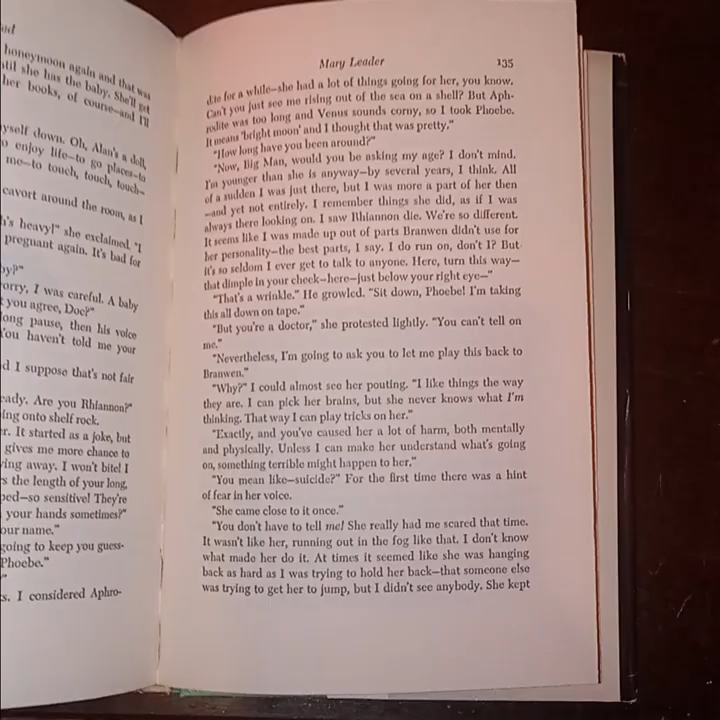 ed
honeymoon again and that was
til she has the baby. She'll get
her books, of course—and I'll
yself down. Oh, Alan's a doll,
o enjoy life—to go places—to
me—to touch, touch, touch—
cavort around the room, as I
h's heavy!" she exclaimed. "I
pregnant again. It's bad for
by?"
orry, I was careful. A baby
t you agree, Doc?"
ong pause, then his voice
You haven't told me your
d I suppose that's not fair
eady. Are you Rhiannon?"
ing onto shelf rock.
r. It started as a joke, but
gives me more chance to
ving away. I won't bite! I
s the length of your long,
ped—so sensitive! They're
your hands sometimes?"
our name."
going to keep you guess-
Phoebe."
"
s. I considered Aphro-
Mary Leader 135
dite for a while—she had a lot of things going for her, you know.
Can't you just see me rising out of the sea on a shell? But Aph-
rodite was too long and Venus sounds corny, so I took Phoebe.
It means 'bright moon' and I thought that was pretty."
"How long have you been around?"
"Now, Big Man, would you be asking my age? I don't mind.
I'm younger than she is anyway—by several years, I think. All
of a sudden I was just there, but I was more a part of her then
—and yet not entirely. I remember things she did, as if I was
always there looking on. I saw Rhiannon die. We're so different.
It seems like I was made up out of parts Branwen didn't use for
her personality—the best parts, I say. I do run on, don't I? But
it's so seldom I ever get to talk to anyone. Here, turn this way—
that dimple in your cheek—here—just below your right eye—"
"That's a wrinkle." He growled. "Sit down, Phoebe! I'm taking
this all down on tape."
"But you're a doctor," she protested lightly. "You can't tell on
me."
"Nevertheless, I'm going to ask you to let me play this back to
Branwen."
"Why?" I could almost see her pouting. "I like things the way
they are. I can pick her brains, but she never knows what I'm
thinking. That way I can play tricks on her."
"Exactly, and you've caused her a lot of harm, both mentally
and physically. Unless I can make her understand what's going
on, something terrible might happen to her."
"You mean like—suicide?" For the first time there was a hint
of fear in her voice.
"She came close to it once."
"You don't have to tell me! She really had me scared that time.
It wasn't like her, running out in the fog like that. I don't know
what made her do it. At times it seemed like she was hanging
back as hard as I was trying to hold her back—that someone else
was trying to get her to jump, but I didn't see anybody. She kept